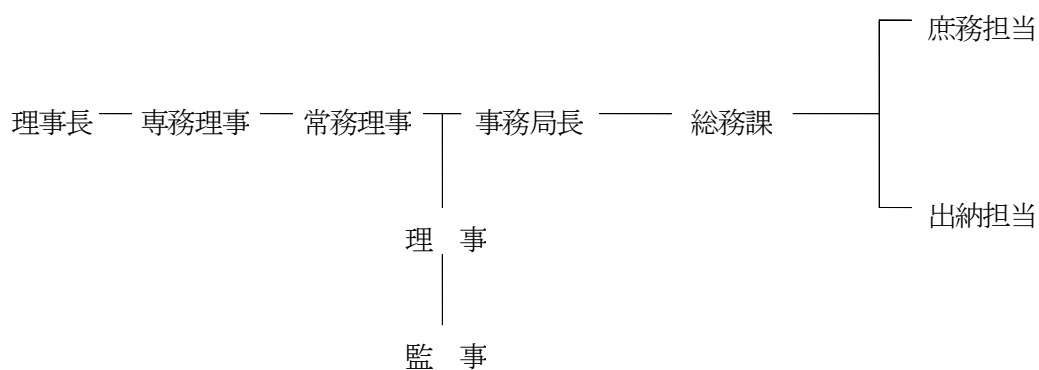 庶務担当
理事長 専務理事 常務理事 事務局長 総務課
出納担当
理　事
監　事